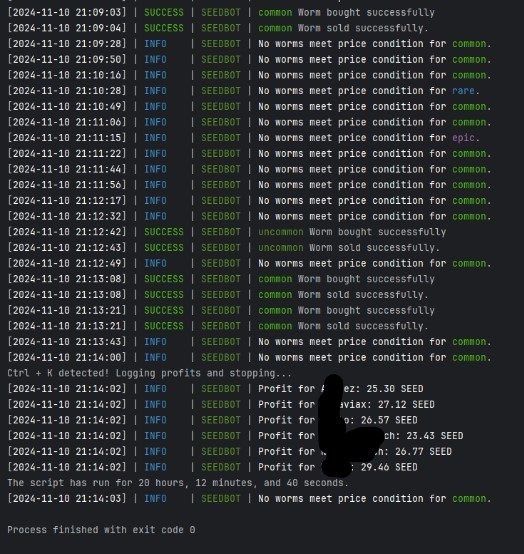 [2024-11-10 21:09:03] | SUCCESS | SEEDBOT | common Worm bought successfully
[2024-11-10 21:09:04] | SUCCESS | SEEDBOT | common Worm sold successfully.
[2024-11-10 21:09:28] | INFO | SEEDBOT | No worms meet price condition for common.
[2024-11-10 21:09:50] | INFO | SEEDBOT | No worms meet price condition for common.
[2024-11-10 21:10:16] | INFO | SEEDBOT | No worms meet price condition for common.
[2024-11-10 21:10:28] | INFO | SEEDBOT | No worms meet price condition for rare.
[2024-11-10 21:10:49] | INFO | SEEDBOT | No worms meet price condition for common.
[2024-11-10 21:11:06] | INFO | SEEDBOT | No worms meet price condition for common.
[2024-11-10 21:11:15] | INFO | SEEDBOT | No worms meet price condition for epic.
[2024-11-10 21:11:22] | INFO | SEEDBOT | No worms meet price condition for common.
[2024-11-10 21:11:44] | INFO | SEEDBOT | No worms meet price condition for common.
[2024-11-10 21:11:56] | INFO | SEEDBOT | No worms meet price condition for common.
[2024-11-10 21:12:17] | INFO | SEEDBOT | No worms meet price condition for common.
[2024-11-10 21:12:32] | INFO | SEEDBOT | No worms meet price condition for common.
[2024-11-10 21:12:42] | SUCCESS | SEEDBOT | uncommon Worm bought successfully
[2024-11-10 21:12:43] | SUCCESS | SEEDBOT | uncommon Worm sold successfully.
[2024-11-10 21:12:49] | INFO | SEEDBOT | No worms meet price condition for common.
[2024-11-10 21:13:08] | SUCCESS | SEEDBOT | common Worm bought successfully
[2024-11-10 21:13:08] | SUCCESS | SEEDBOT | common Worm sold successfully.
[2024-11-10 21:13:21] | SUCCESS | SEEDBOT | common Worm bought successfully
[2024-11-10 21:13:21] | SUCCESS | SEEDBOT | common Worm sold successfully.
[2024-11-10 21:13:43] | INFO | SEEDBOT | No worms meet price condition for common.
[2024-11-10 21:14:00] | INFO | SEEDBOT | No worms meet price condition for common.
Ctrl + K detected! Logging profits and stopping...
[2024-11-10 21:14:02] | INFO | SEEDBOT | Profit for 25.30 SEED
[2024-11-10 21:14:02] | INFO | SEEDBOT | Profit for 27.12 SEED
[2024-11-10 21:14:02] | INFO | SEEDBOT | Profit for 26.57 SEED
[2024-11-10 21:14:02] | INFO | SEEDBOT | Profit for 23.43 SEED
[2024-11-10 21:14:02] | INFO | SEEDBOT | Profit for 26.77 SEED
[2024-11-10 21:14:02] | INFO | SEEDBOT | Profit for 29.46 SEED
The script has run for 20 hours, 12 minutes, and 40 seconds.
[2024-11-10 21:14:03] | INFO | SEEDBOT | No worms meet price condition for common.
Process finished with exit code 0